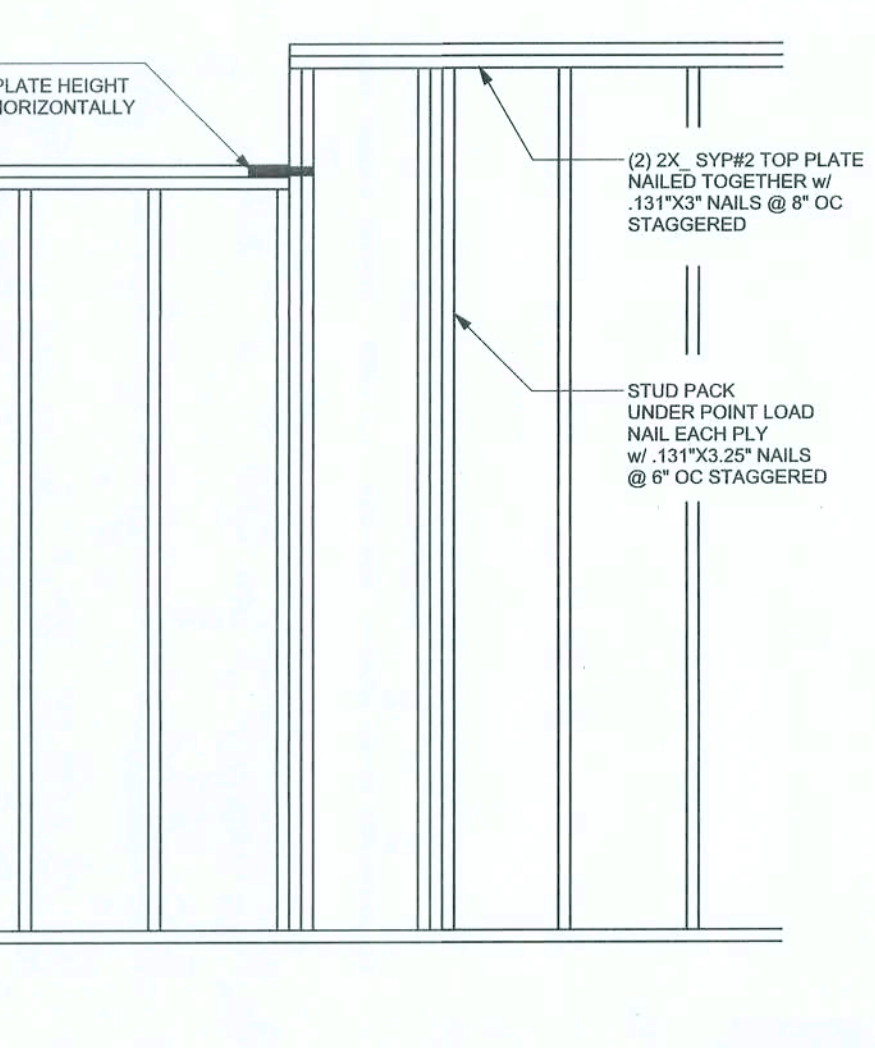 PLATE HEIGHT
HORIZONTALLY
(2) 2X_ SYP#2 TOP PLATE
NAILED TOGETHER w/
.131"X3" NAILS @ 8" OC
STAGGERED
STUD PACK
UNDER POINT LOAD
NAIL EACH PLY
w/ .131"X3.25" NAILS
@ 6" OC STAGGERED